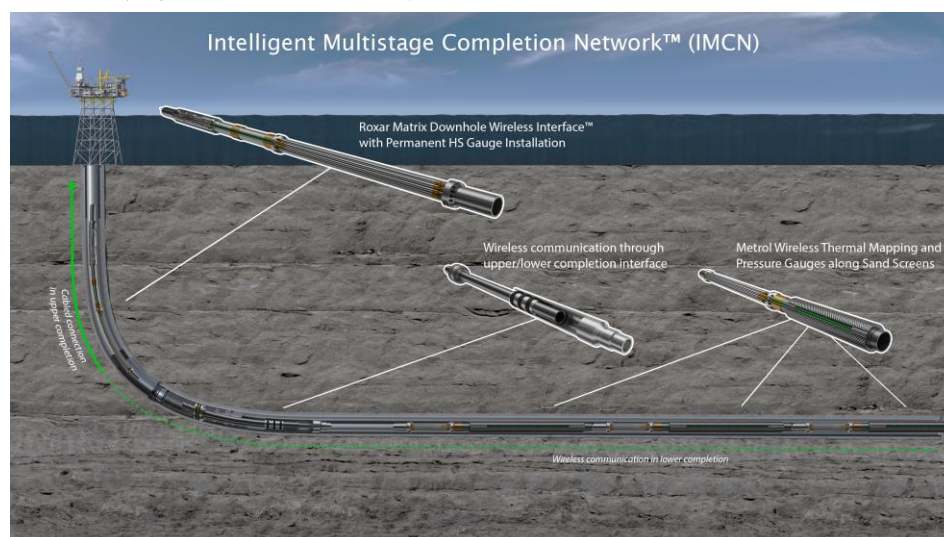 Intelligent Multistage Completion Network™ (IMCN)
Roxar Matrix Downhole Wireless Interface™
with Permanent HS Gauge Installation
Wireless communication through
upper/lower completion interface
Metrol Wireless Thermal Mapping and
Pressure Gauges along Sand Screens
Cabled connection
in upper completion
Wireless communication in lower completion